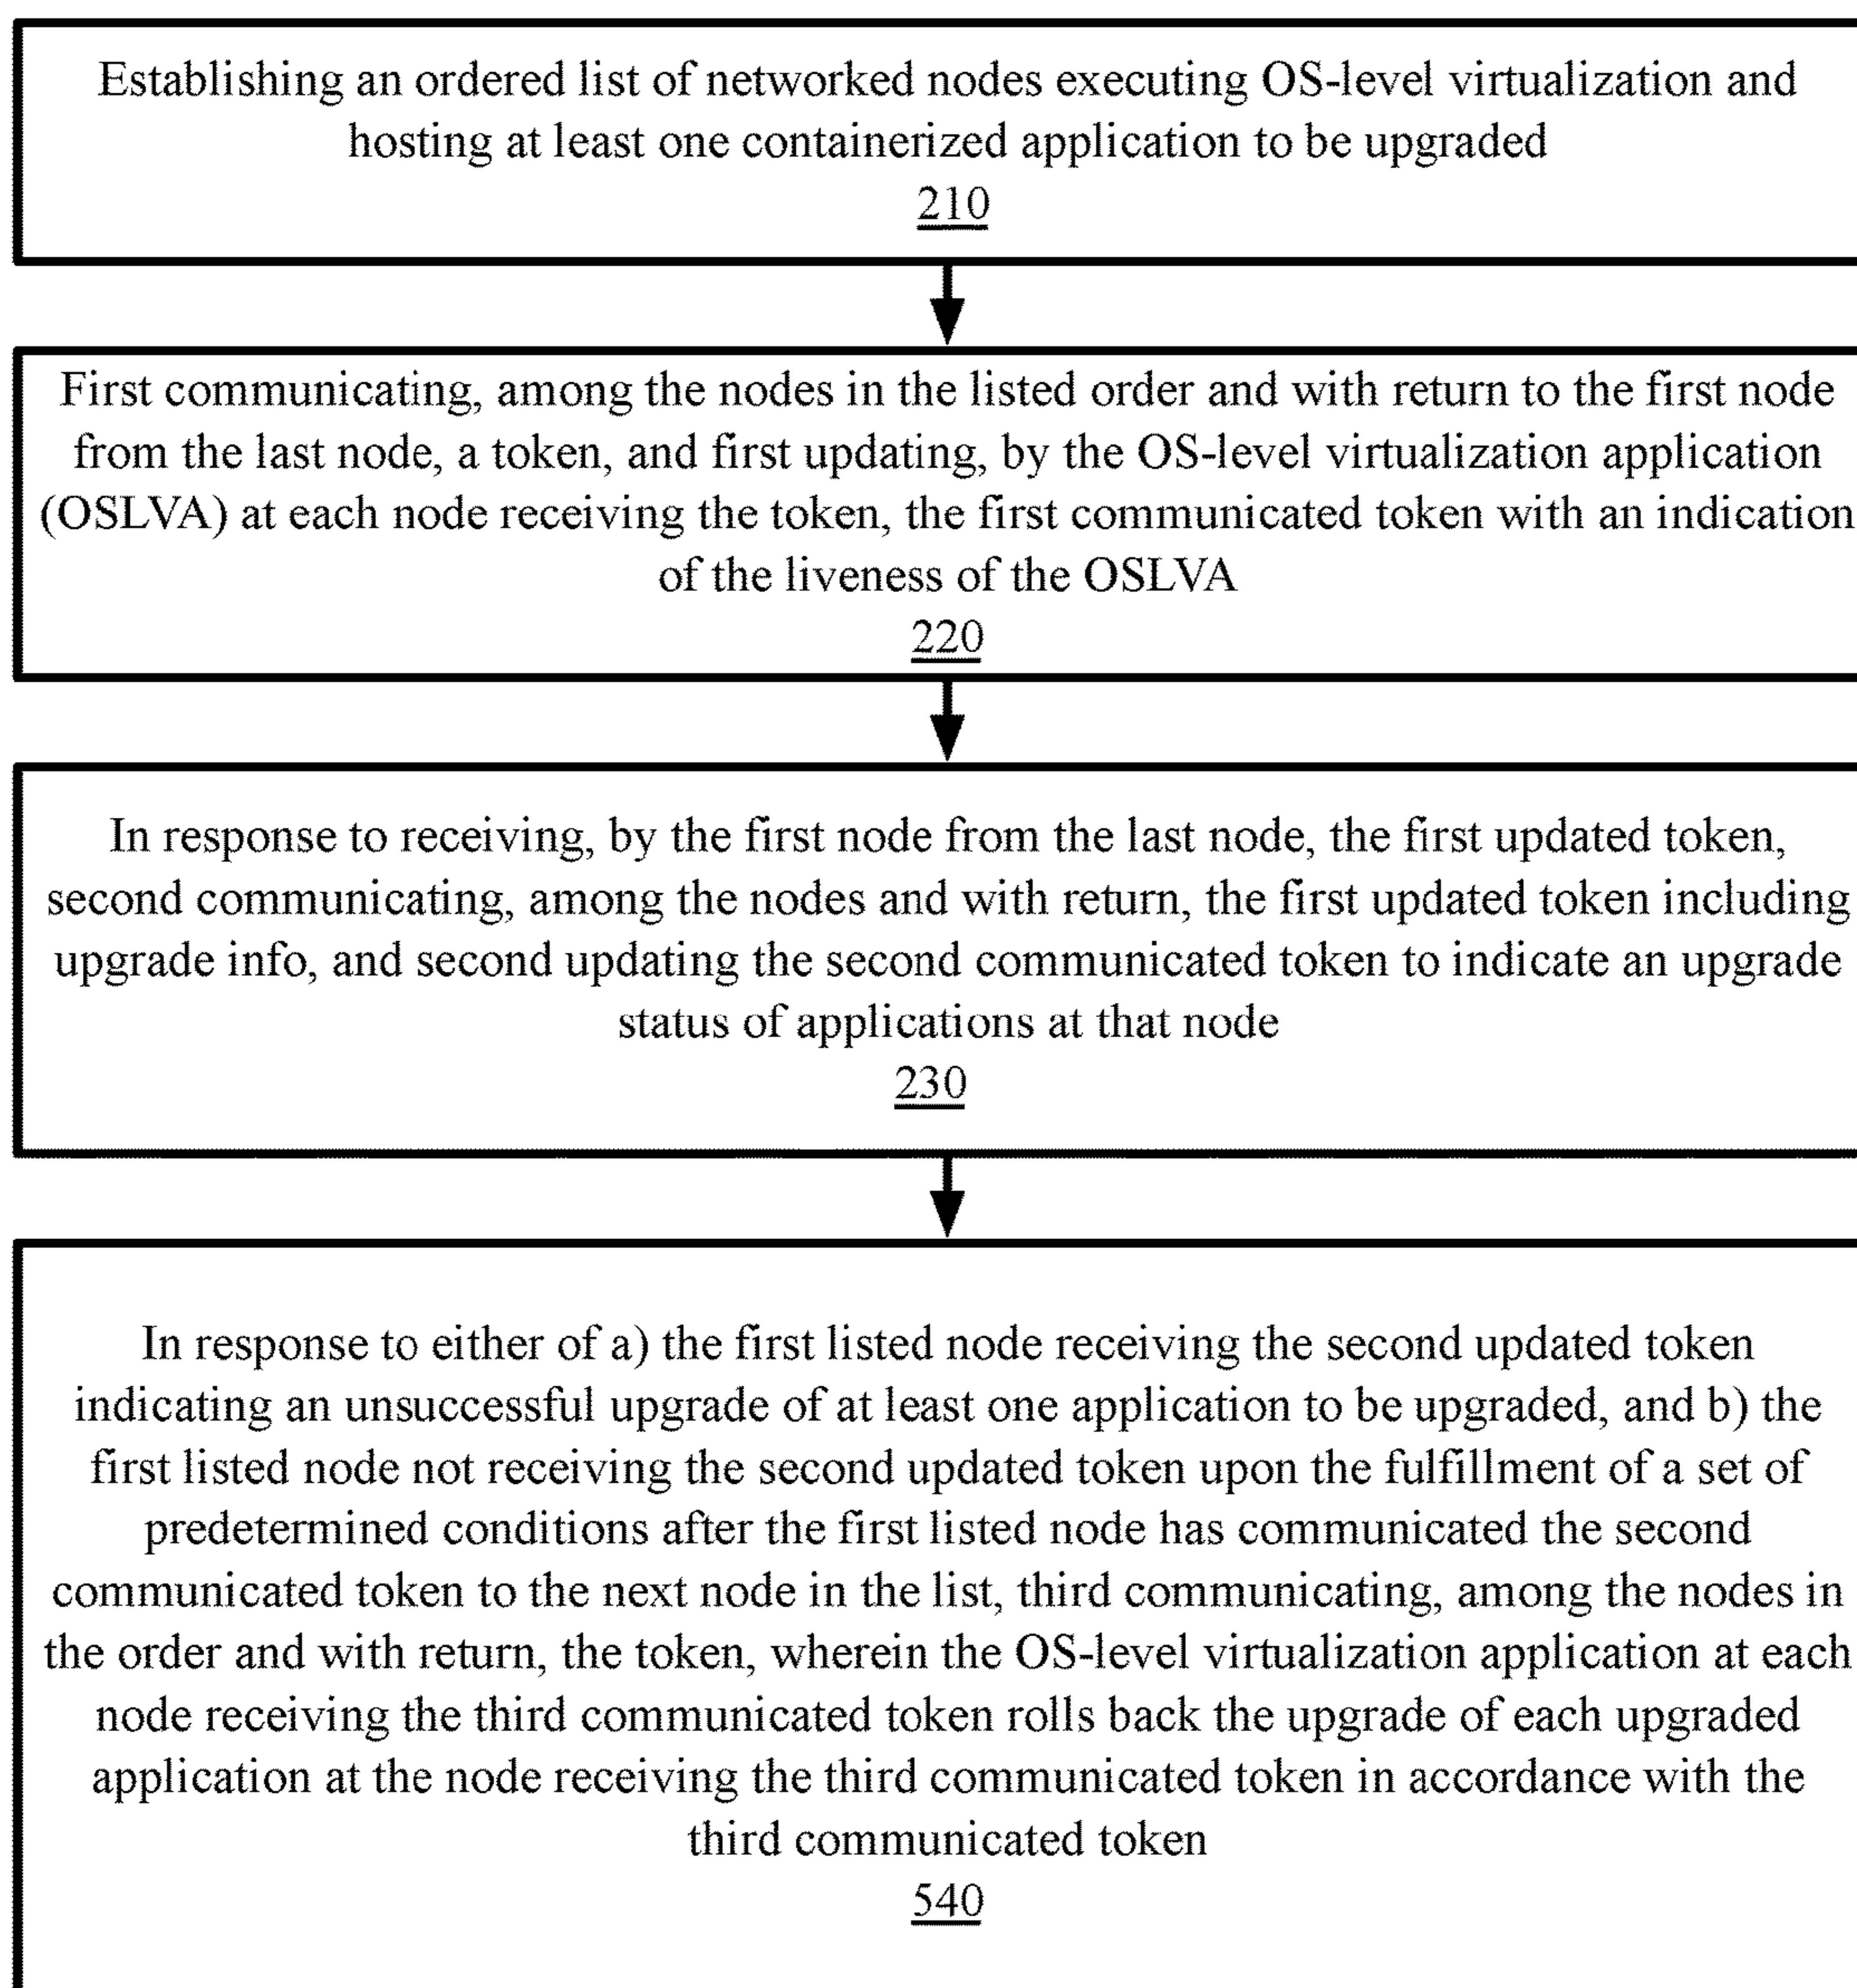 Establishing an ordered list of networked nodes executing OS-level virtualization and
hosting at least one containerized application to be upgraded
210
First communicating, among the nodes in the listed order and with return to the first node
from the last node, a token, and first updating, by the OS-level virtualization application
(OSLVA) at each node receiving the token, the first communicated token with an indication
of the liveness of the OSLVA
220
In response to receiving, by the first node from the last node, the first updated token,
second communicating, among the nodes and with return, the first updated token including
upgrade info, and second updating the second communicated token to indicate an upgrade
status of applications at that node
230
In response to either of a) the first listed node receiving the second updated token
indicating an unsuccessful upgrade of at least one application to be upgraded, and b) the
first listed node not receiving the second updated token upon the fulfillment of a set of
predetermined conditions after the first listed node has communicated the second
communicated token to the next node in the list, third communicating, among the nodes in
the order and with return, the token, wherein the OS-level virtualization application at each
node receiving the third communicated token rolls back the upgrade of each upgraded
application at the node receiving the third communicated token in accordance with the
third communicated token
540